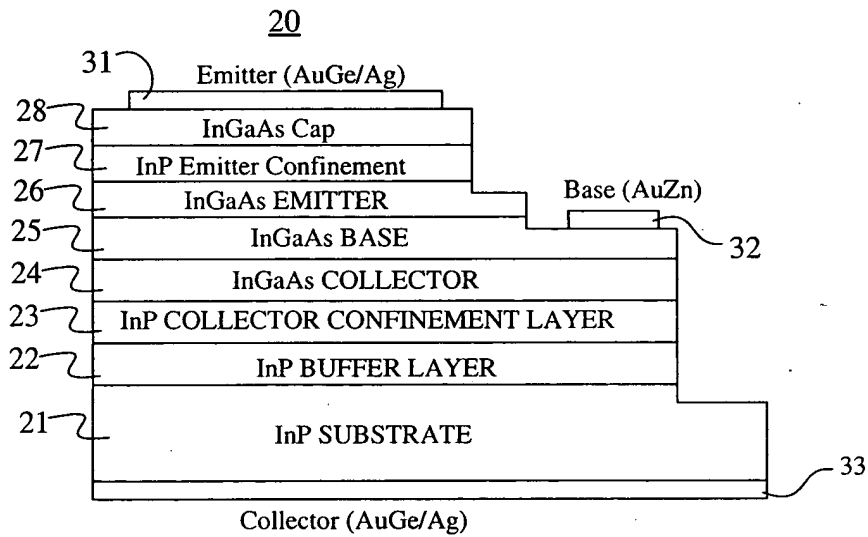 20
31
Emitter (AuGe/Ag)
28
InGaAs Cap
27
InP Emitter Confinement
26
InGaAs EMITTER
Base (AuZn)
25
InGaAs BASE
32
24
InGaAs COLLECTOR
23
InP COLLECTOR CONFINEMENT LAYER
22
InP BUFFER LAYER
21
InP SUBSTRATE
33
Collector (AuGe/Ag)